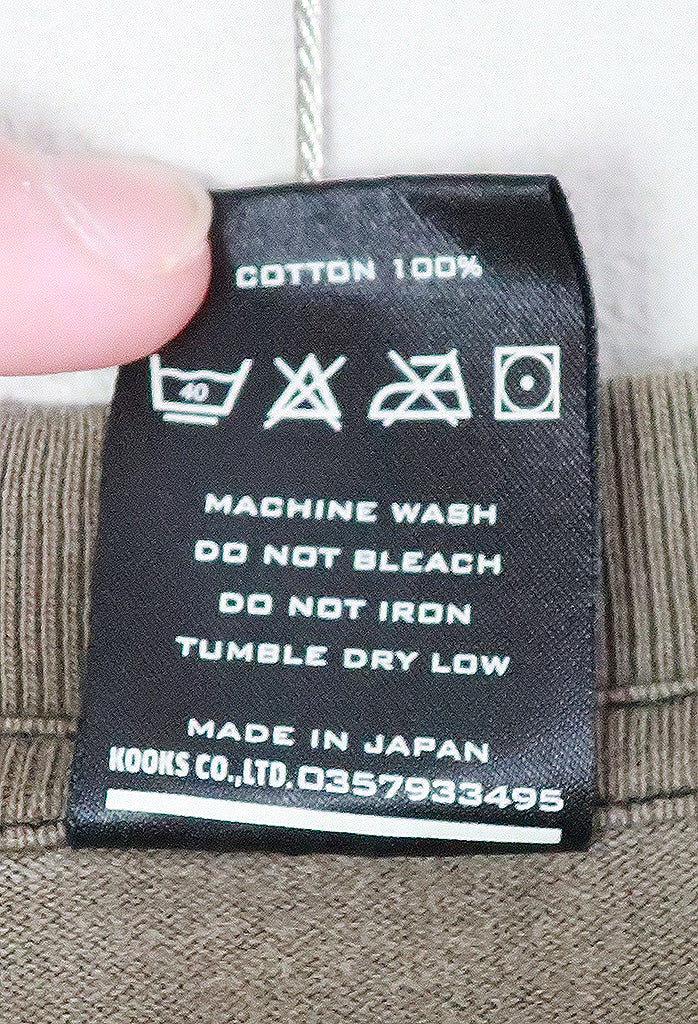 COTTON 100%
40
MACHINE WASH
DO NOT BLEACH
DO NOT IRON
TUMBLE DRY LOW
MADE IN JAPAN
KOOKS CO.,LTD. 0357933495